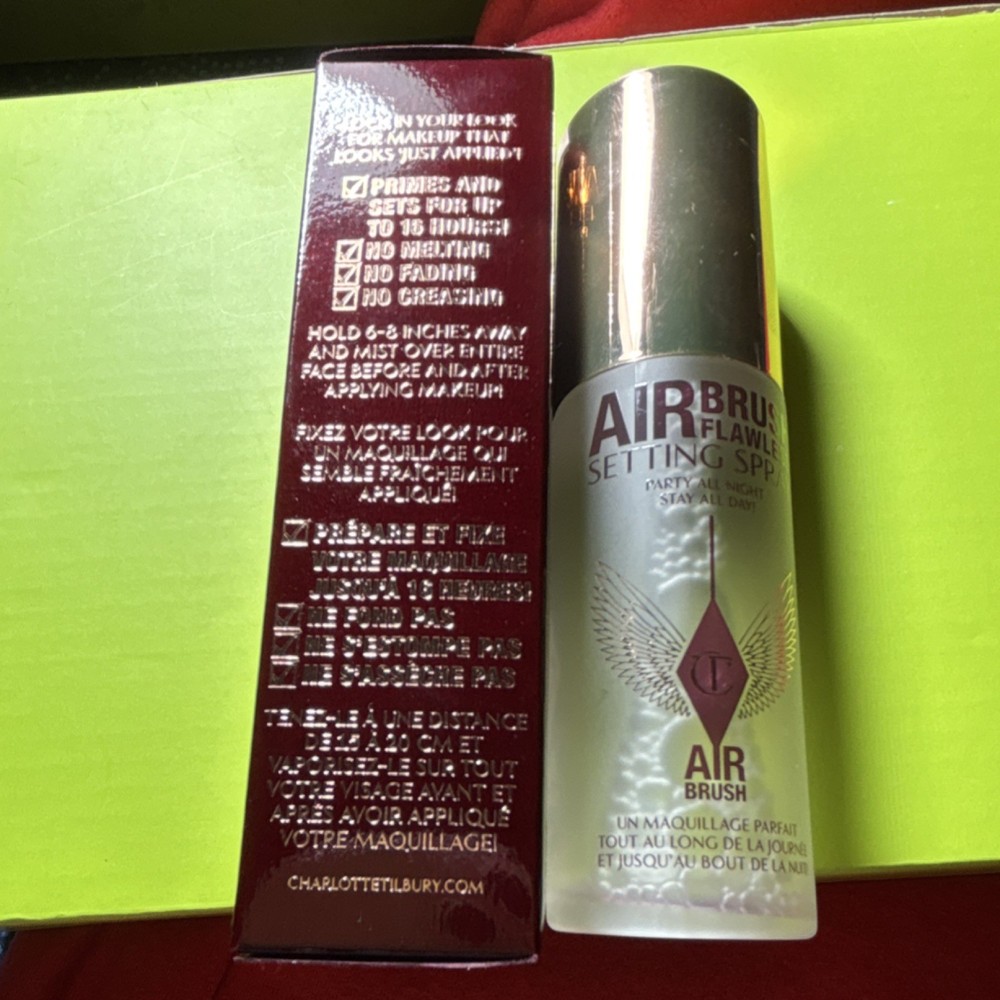 LOCK IN YOUR LOOK
FOR MAKEUP THAT
LOOKS 'JUST APPLIED'!
PRIMES AND
SETS FOR UP
TO 16 HOURS!
NO MELTING
NO FADING
NO CREASING
HOLD 6-8 INCHES AWAY
AND MIST OVER ENTIRE
FACE BEFORE AND AFTER
APPLYING MAKEUP!
FIXEZ VOTRE LOOK POUR
UN MAQUILLAGE QUI
SEMBLE FRAÎCHEMENT
APPLIQUÉ!
PRÉPARE ET FIXE
VOTRE MAQUILLAGE
JUSQU'À 16 HEURES!
NE FOND PAS
NE S'ESTOMPE PAS
NE S'ASSÈCHE PAS
TENEZ-LE À UNE DISTANCE
DE 15 À 20 CM ET
VAPORISEZ-LE SUR TOUT
VOTRE VISAGE AVANT ET
APRÈS AVOIR APPLIQUÉ
VOTRE MAQUILLAGE!
CHARLOTTETILBURY.COM
AIRBRUS
FLAWLE
SETTING SPR
PARTY ALL NIGHT
STAY ALL DAY!
CT
AIR
BRUSH
UN MAQUILLAGE PARFAIT
TOUT AU LONG DE LA JOURNÉE
ET JUSQU'AU BOUT DE LA NUIT